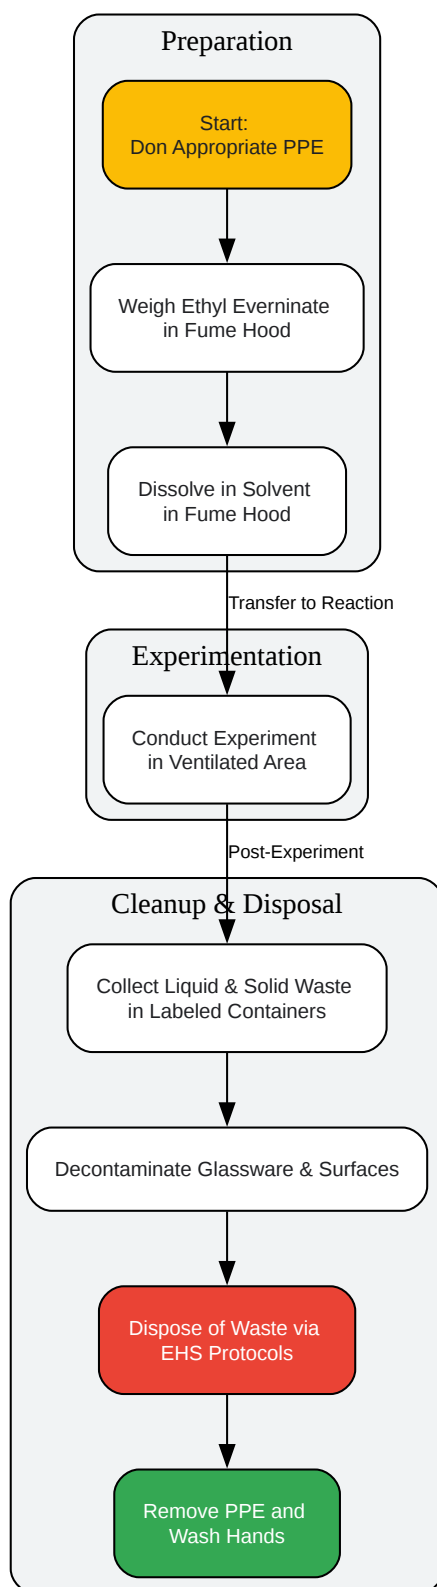 Preparation
Start:
Don Appropriate PPE
Weigh Ethyl Everninate
in Fume Hood
Dissolve in Solvent
in Fume Hood
Transfer to Reaction
Experimentation
Conduct Experiment
in Ventilated Area
Post-Experiment
Cleanup & Disposal
Collect Liquid & Solid Waste
in Labeled Containers
Decontaminate Glassware & Surfaces
Dispose of Waste via
EHS Protocols
Remove PPE and
Wash Hands